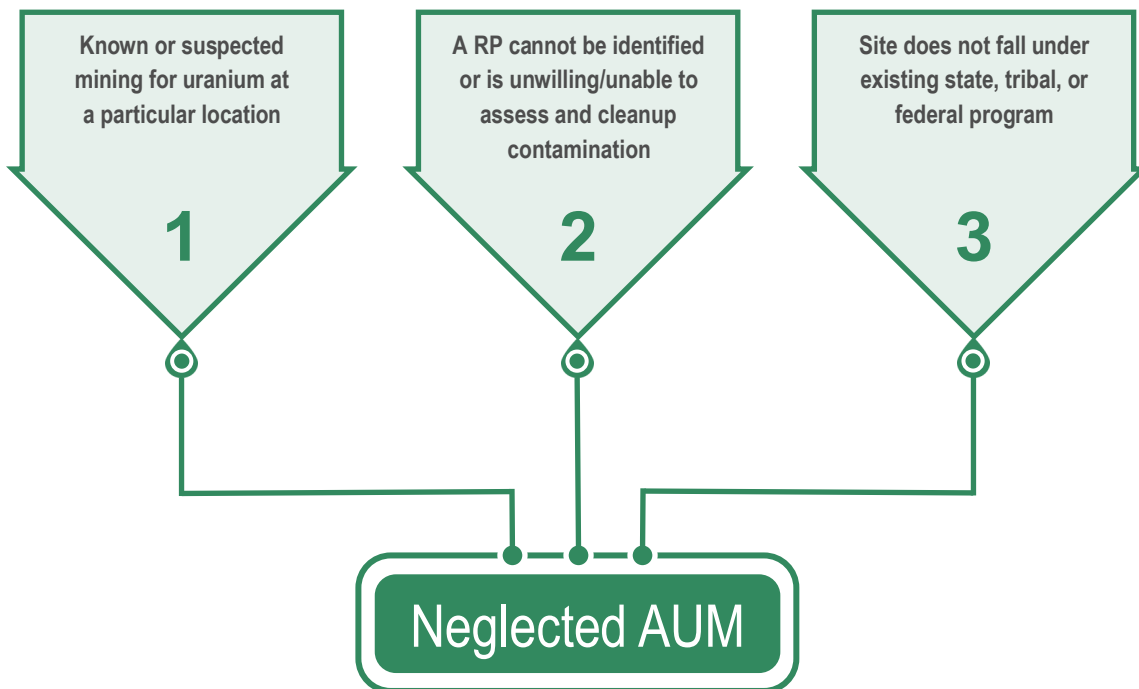 Known or suspected
mining for uranium at
a particular location
1
A RP cannot be identified
or is unwilling/unable to
assess and cleanup
contamination
2
Site does not fall under
existing state, tribal, or
federal program
3
Neglected AUM